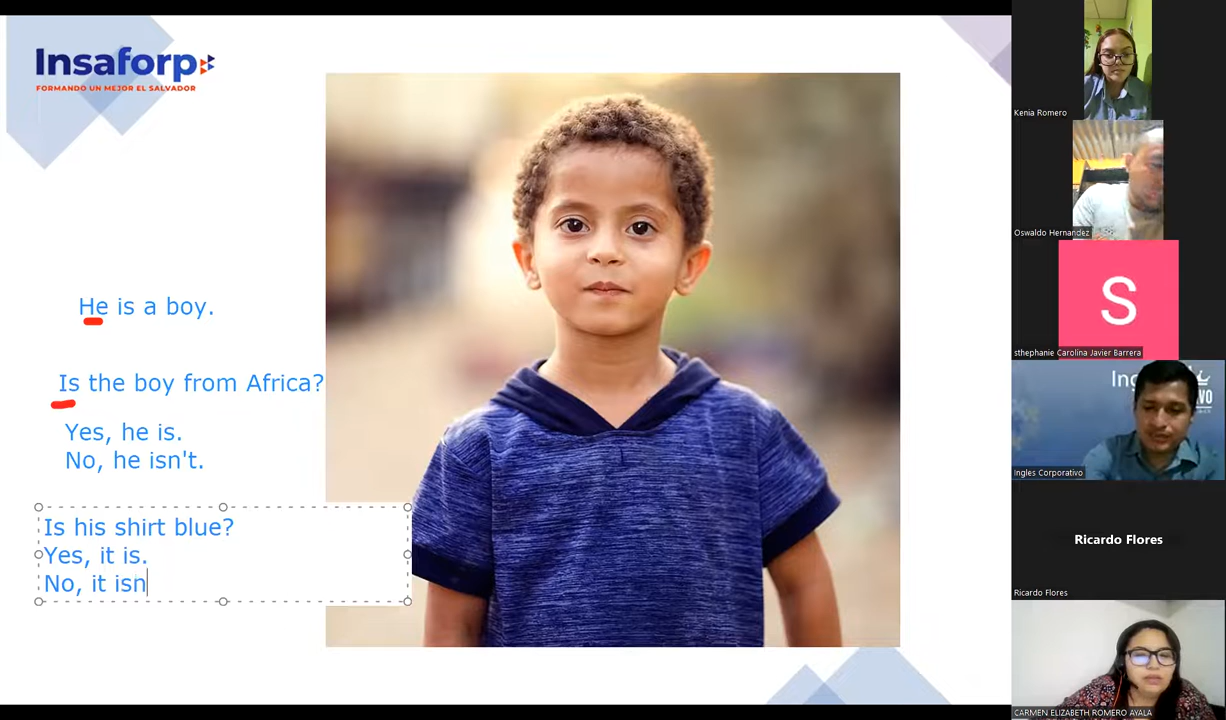 Insaforp
FORMANDO UN MEJOR EL SALVADOR
He is a boy.
Is the boy from Africa?
Yes, he is.
No, he isn't.
Is his shirt blue?
Yes, it is.
No, it isn
Kenia Romero
Oswaldo Hernandez
S
sthephanie Carolina Javier Barrera
Ingles Corporativo
Ricardo Flores
Ricardo Flores
CARMEN ELIZABETH ROMERO AYALA